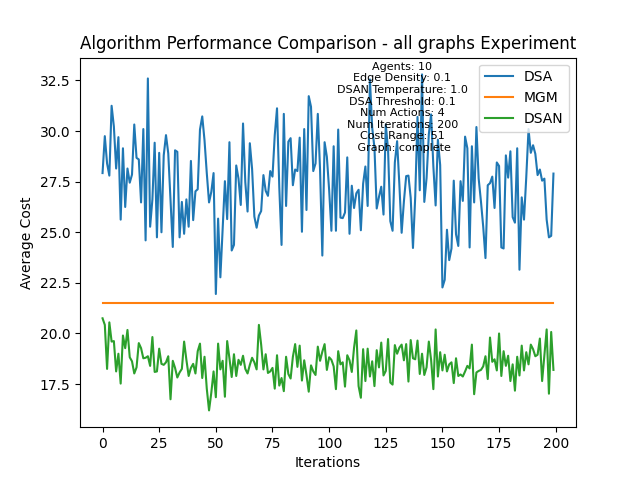 Algorithm Performance Comparison - all graphs Experiment
Agents: 10
Edge Density: 0.1
DSAN Temperature: 1.0
DSA Threshold: 0.1
Num Actions: 4
Num Iterations: 200
Cost Range: 51
Graph: complete
DSA
MGM
DSAN
Average Cost
32.5
30.0
27.5
25.0
22.5
20.0
17.5
0
25
50
75
100
125
150
175
200
Iterations